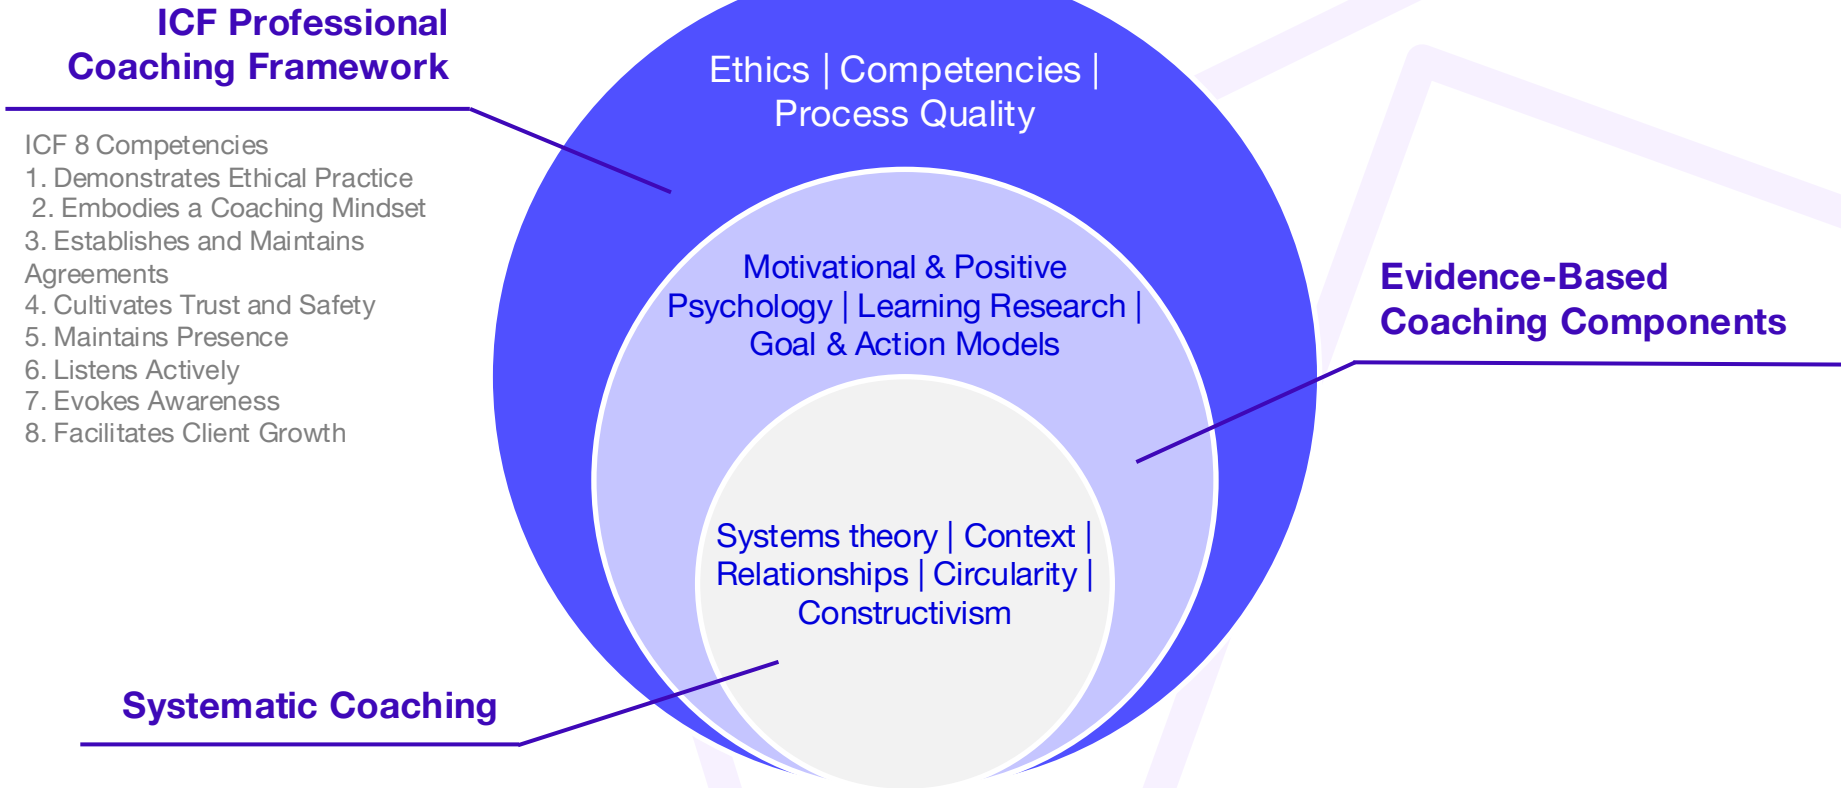 ICF Professional
Coaching Framework
ICF 8 Competencies
1. Demonstrates Ethical Practice
2. Embodies a Coaching Mindset
3. Establishes and Maintains
Agreements
4. Cultivates Trust and Safety
5. Maintains Presence
6. Listens Actively
7. Evokes Awareness
8. Facilitates Client Growth
Ethics | Competencies |
Process Quality
Motivational & Positive
Psychology | Learning Research |
Goal & Action Models
Evidence-Based
Coaching Components
Systems theory | Context |
Relationships | Circularity |
Constructivism
Systematic Coaching